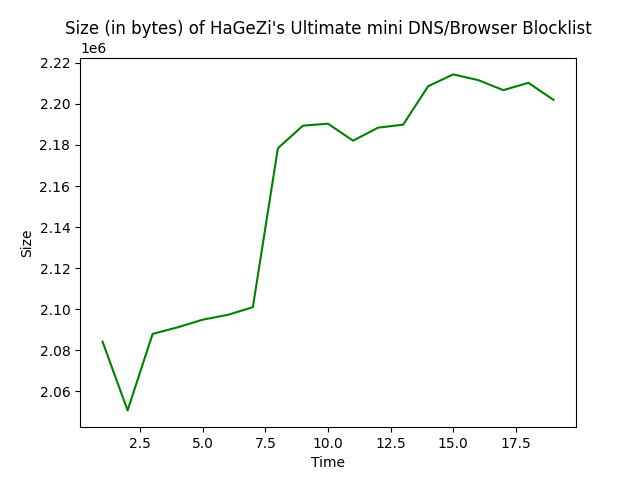 Size (in bytes) of HaGeZi's Ultimate mini DNS/Browser Blocklist
1e6
2.22
2.20
2.18
2.16
2.14
2.12
2.10
2.08
2.06
Size
2.5 5.0 7.5 10.0 12.5 15.0 17.5
Time